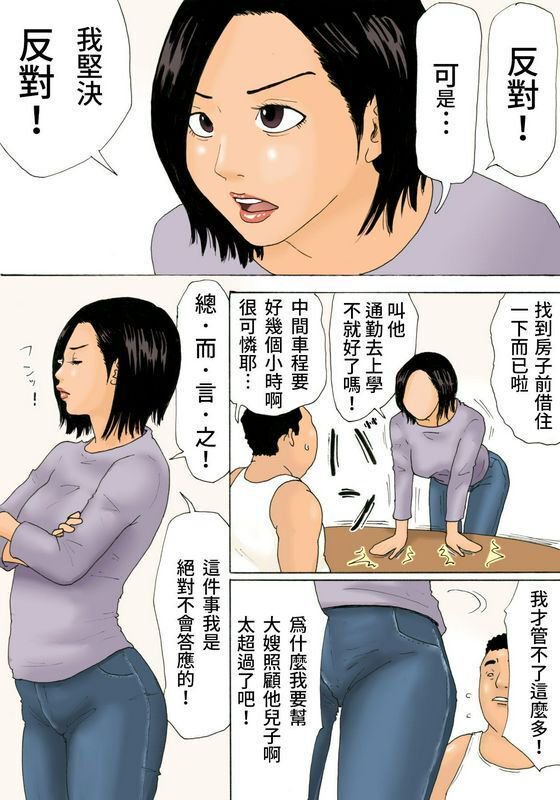 反對！
可是…
我堅決
反對！
找到房子前借住
一下而已啦
叫他
通勤去上學
不就好了嗎！
中間車程要
好幾個小時啊
很可憐耶…
總．而．言．之！
フンッ！
這件事我是
絕對不會答應的！
我才管不了這麼多！
爲什麼我要幫
大嫂照顧他兒子啊
太超過了吧！